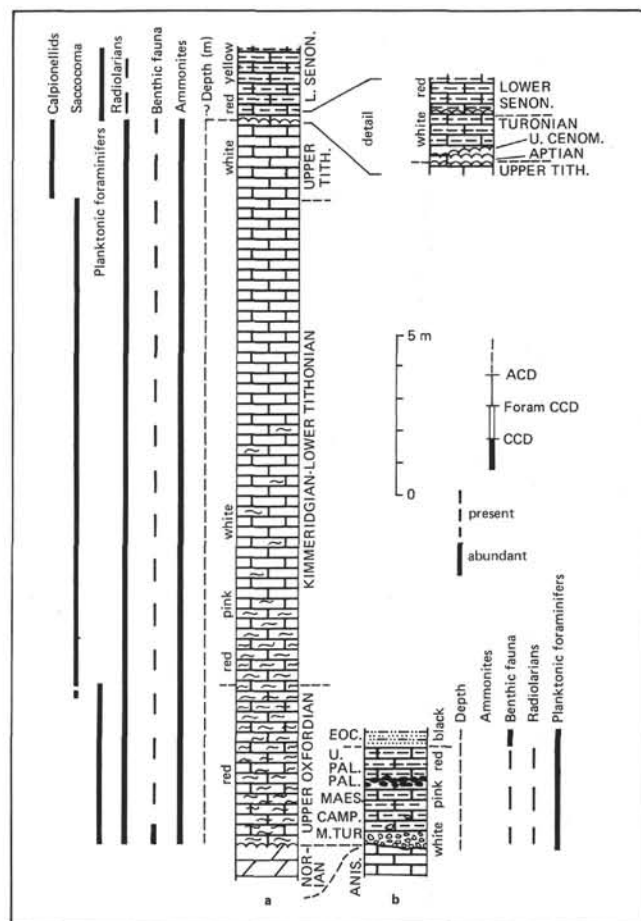 Calpionellids
Saccocoma
Planktonic foraminifers
Radiolarians
Benthic fauna
Ammonites
? Depth (m)
yellow
red
white
white
pink
red
red
L. SENON.
UPPER
TITH.
KIMMERIDGIAN-LOWER TITHONIAN
UPPER OXFORDIAN
NOR-
IAN
a
detail
red
white
LOWER
SENON.
TURONIAN
U. CENOM.
APTIAN
UPPER TITH.
5 m
0
ACD
Foram CCD
CCD
present
abundant
EOC.
U.
PAL.
PAL.
MAES.
CAMP.
M.TUR
ANIS.
b
black
red
pink
white
Depth
Ammonites
Benthic fauna
Radiolarians
Planktonic foraminifers